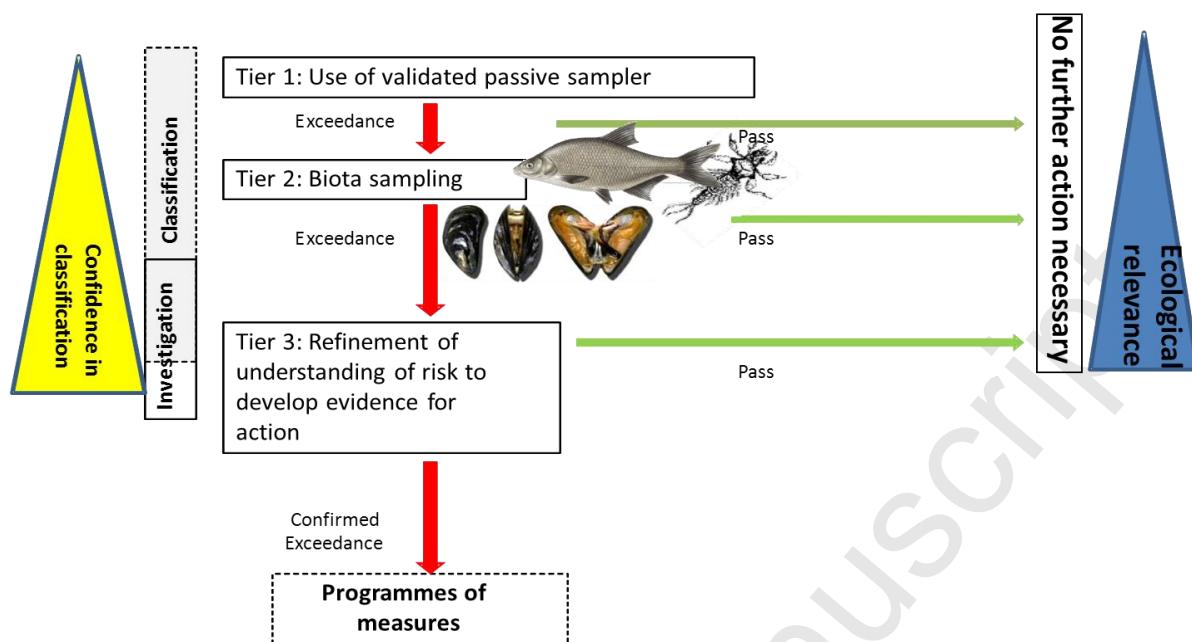 Tier 1: Use of validated passive sampler
Exceedance
Pass
Tier 2: Biota sampling
Exceedance
Pass
Tier 3: Refinement of
understanding of risk to
develop evidence for
action
Pass
Confirmed
Exceedance
Programmes of
measures
Confidence in
classification
Classification
Investigation
No further action necessary
Ecological
relevance